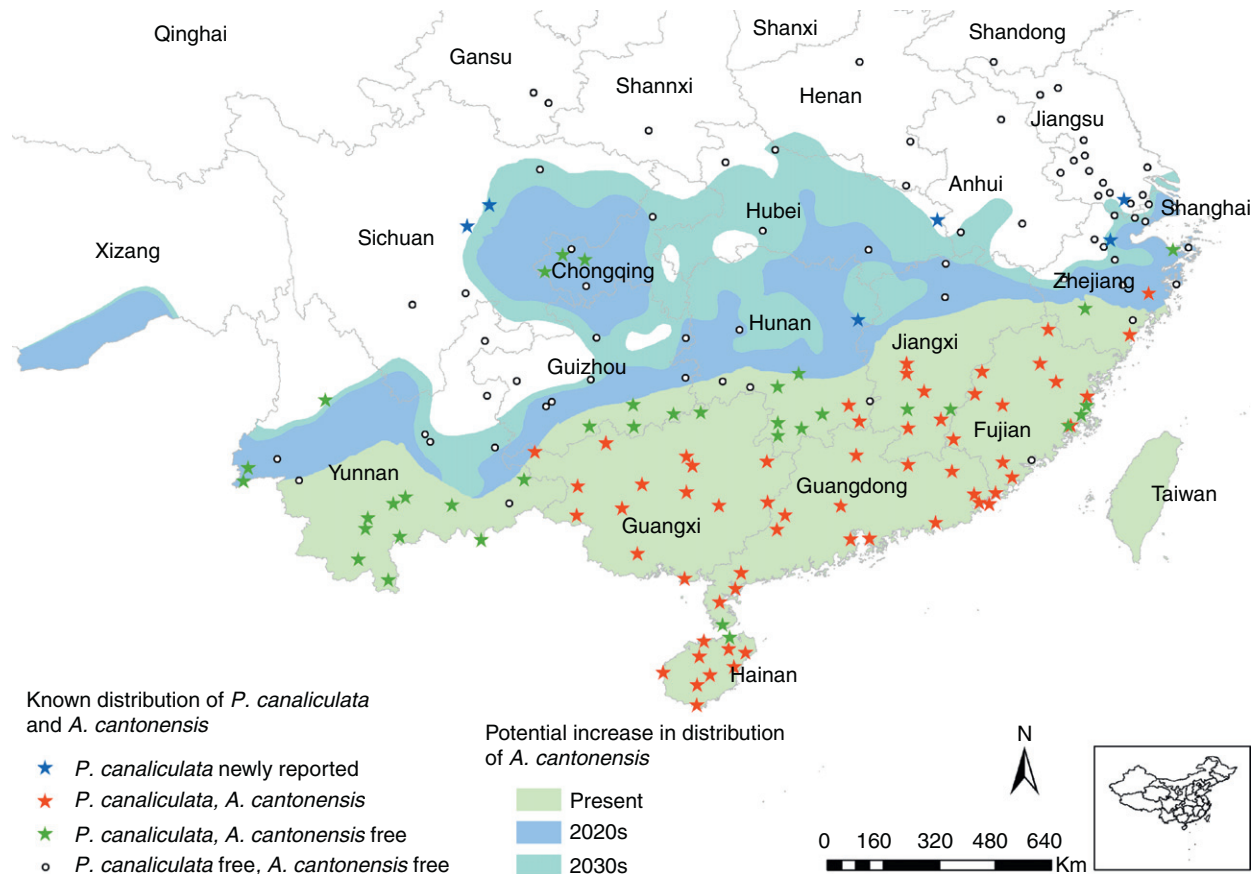 Qinghai
Gansu
Shanxi
Shandong
Shannxi
Henan
Jiangsu
Anhui
Shanghai
Hubei
Sichuan
Xizang
Chongqing
Zhejiang
Hunan
Jiangxi
Guizhou
Fujian
Yunnan
Guangdong
Taiwan
Guangxi
Hainan
Known distribution of P. canaliculata
and A. cantonensis
P. canaliculata newly reported
P. canaliculata, A. cantonensis
P. canaliculata, A. cantonensis free
P. canaliculata free, A. cantonensis free
Potential increase in distribution
of A. cantonensis
Present
2020s
2030s
N
0 160 320 480 640
Km